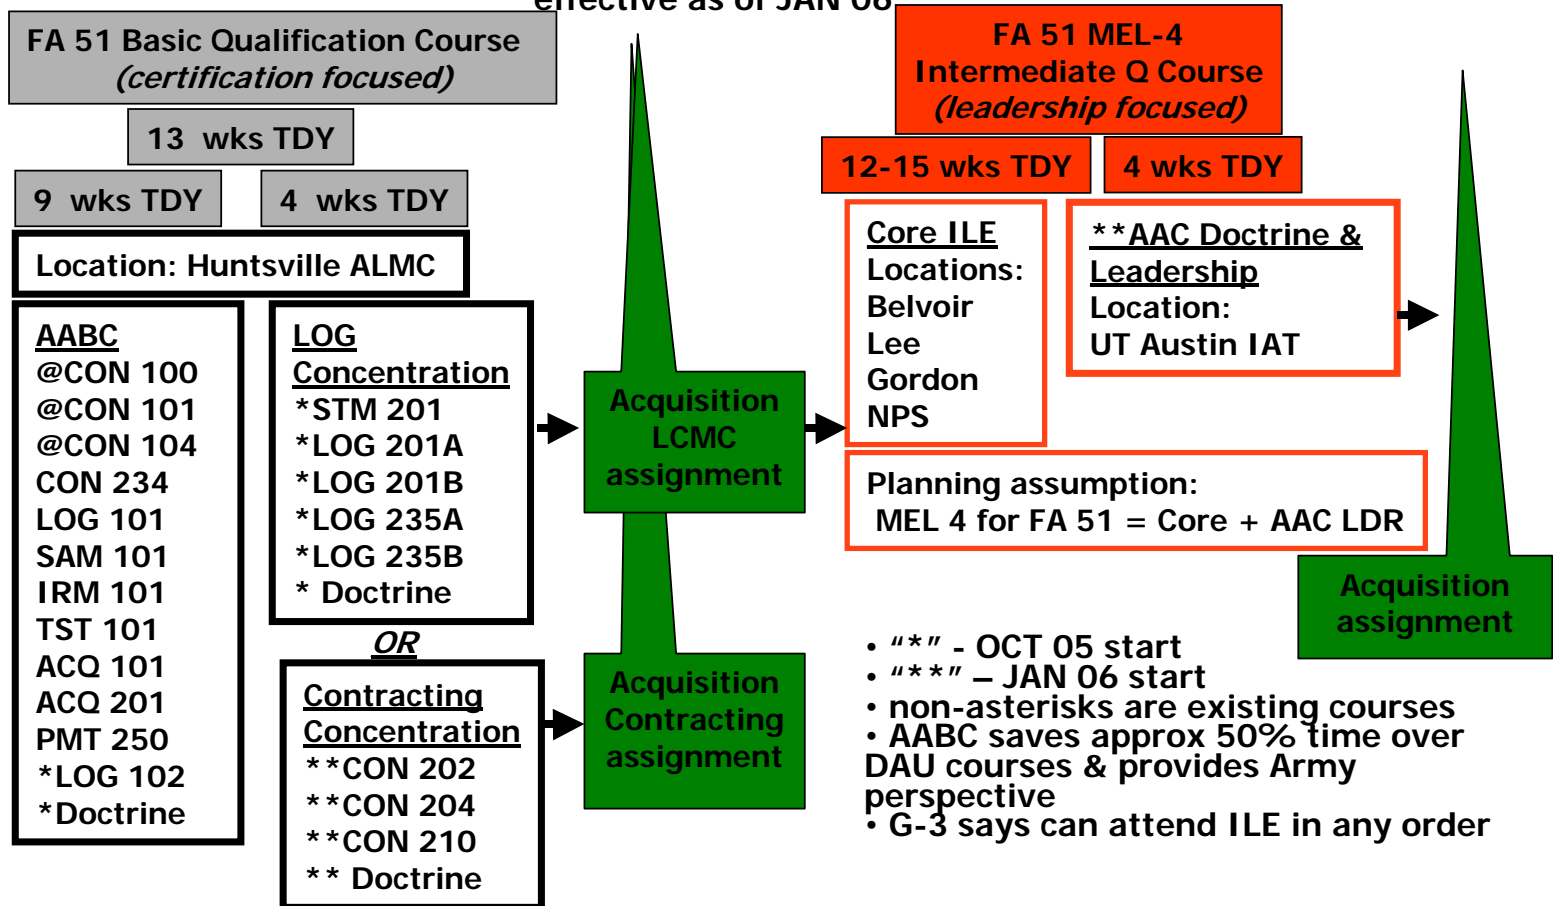 effective as of JAN 06
FA 51 Basic Qualification Course
(certification focused)
13 wks TDY
9 wks TDY
4 wks TDY
Location: Huntsville ALMC
AABC
@CON 100
@CON 101
@CON 104
CON 234
LOG 101
SAM 101
IRM 101
TST 101
ACQ 101
ACQ 201
PMT 250
*LOG 102
*Doctrine
LOG
Concentration
*STM 201
*LOG 201A
*LOG 201B
*LOG 235A
*LOG 235B
* Doctrine
OR
Contracting
Concentration
**CON 202
**CON 204
**CON 210
** Doctrine
Acquisition
LCMC
assignment
Acquisition
Contracting
assignment
FA 51 MEL-4
Intermediate Q Course
(leadership focused)
12-15 wks TDY
4 wks TDY
Core ILE
Locations:
Belvoir
Lee
Gordon
NPS
**AAC Doctrine &
Leadership
Location:
UT Austin IAT
Planning assumption:
MEL 4 for FA 51 = Core + AAC LDR
Acquisition
assignment
• "*" - OCT 05 start
• "**" – JAN 06 start
• non-asterisks are existing courses
• AABC saves approx 50% time over
DAU courses & provides Army
perspective
• G-3 says can attend ILE in any order